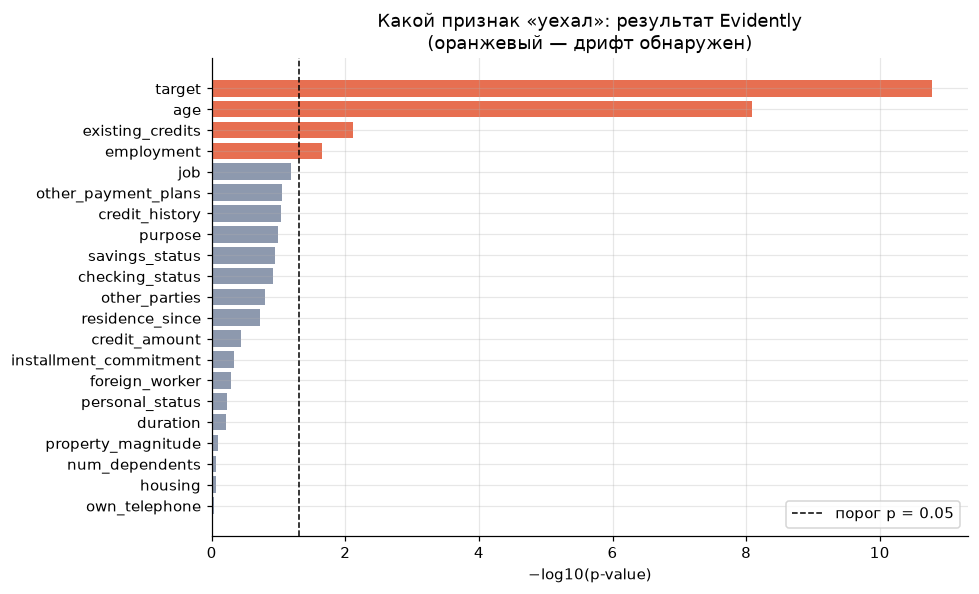 Какой признак «уехал»: результат Evidently
(оранжевый — дрифт обнаружен)
target
age
existing_credits
employment
job
other_payment_plans
credit_history
purpose
savings_status
checking_status
other_parties
residence_since
credit_amount
installment_commitment
foreign_worker
personal_status
duration
property_magnitude
num_dependents
housing
own_telephone
порог p = 0.05
0 2 4 6 8 10
−log10(p-value)